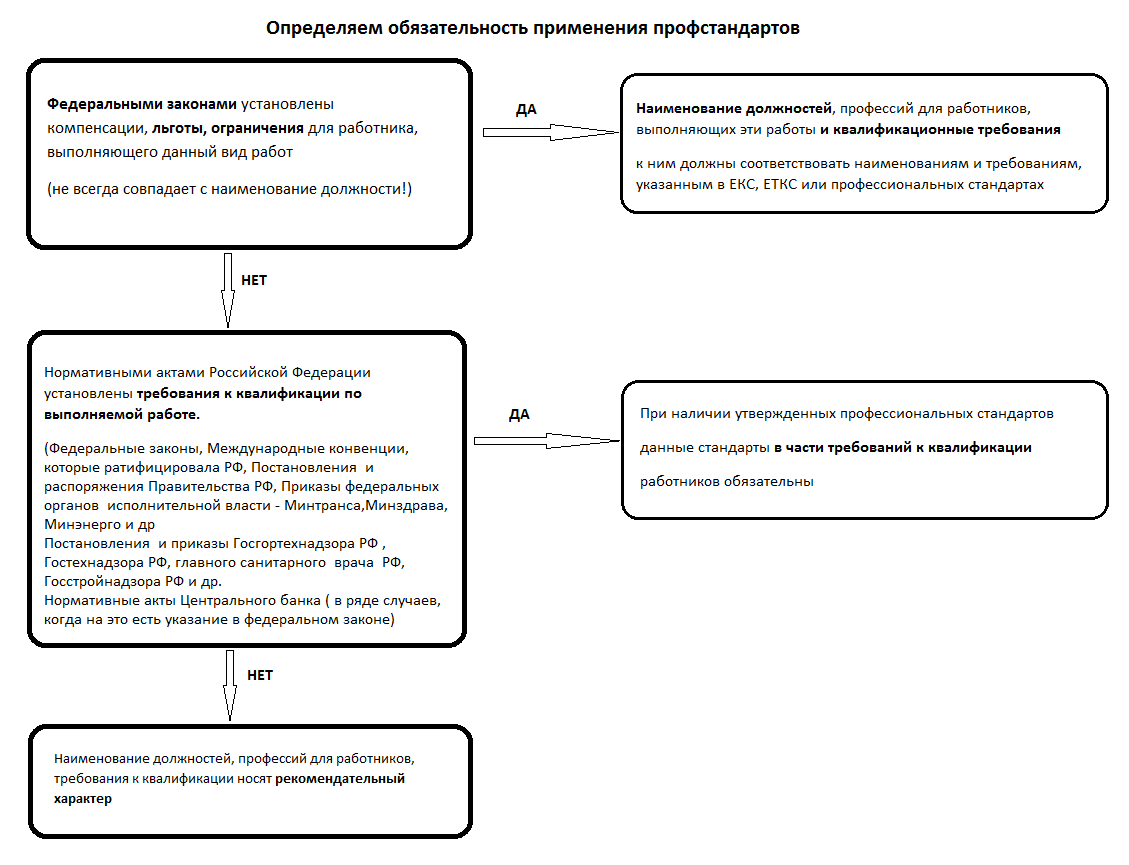 Определяем обязательность применения профстандартов
Федеральными законами установлены
компенсации, льготы, ограничения для работника,
выполняющего данный вид работ
(не всегда совпадает с наименование должности!)
ДА
Наименование должностей, профессий для работников,
выполняющих эти работы и квалификационные требования
к ним должны соответствовать наименованиям и требованиям,
указанным в ЕКС, ЕТКС или профессиональных стандартах
НЕТ
Нормативными актами Российской Федерации
установлены требования к квалификации по
выполняемой работе.
(Федеральные законы, Международные конвенции,
которые ратифицировала РФ, Постановления и
распоряжения Правительства РФ, Приказы федеральных
органов исполнительной власти - Минтранса,Минздрава,
Минэнерго и др
Постановления и приказы Госгортехнадзора РФ ,
Гостехнадзора РФ, главного санитарного врача РФ,
Госстройнадзора РФ и др.
Нормативные акты Центрального банка ( в ряде случаев,
когда на это есть указание в федеральном законе)
ДА
При наличии утвержденных профессиональных стандартов
данные стандарты в части требований к квалификации
работников обязательны
НЕТ
Наименование должностей, профессий для работников,
требования к квалификации носят рекомендательный
характер